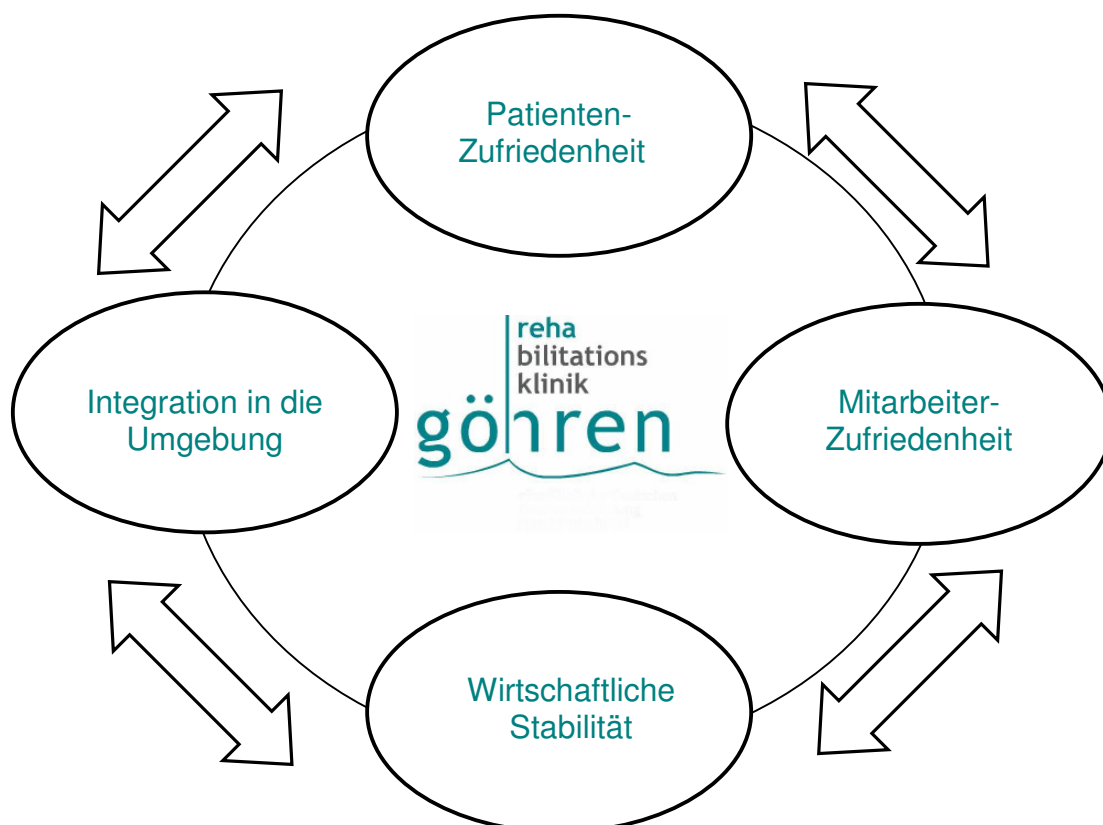 Patienten-
Zufriedenheit
Integration in die
Umgebung
reha
bilitations
klinik
göhren
Mitarbeiter-
Zufriedenheit
Wirtschaftliche
Stabilität